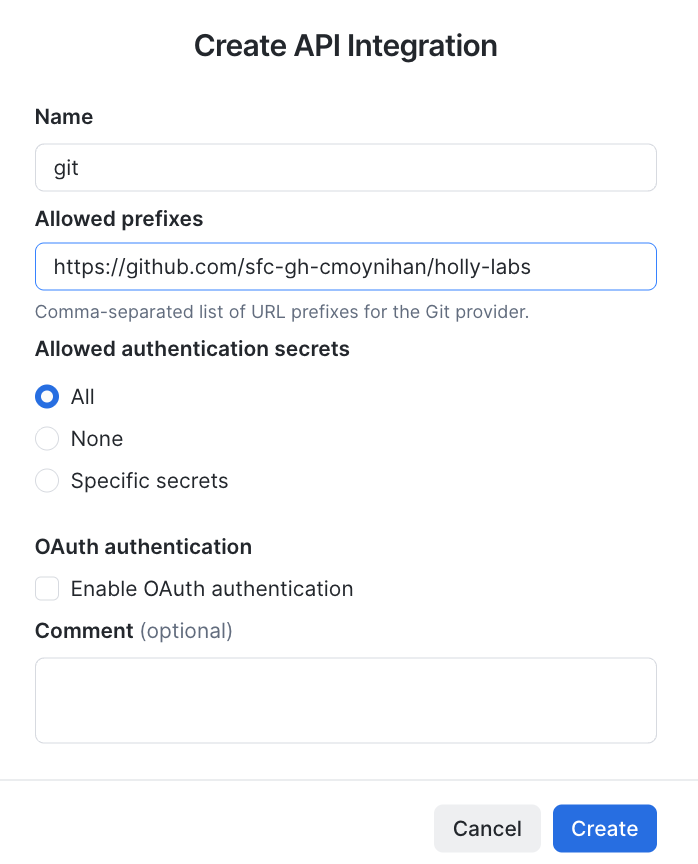 Create API Integration
Name
git
Allowed prefixes
https://github.com/sfc-gh-cmoynihan/holly-labs
Comma-separated list of URL prefixes for the Git provider.
Allowed authentication secrets
All
None
Specific secrets
OAuth authentication
Enable OAuth authentication
Comment (optional)
Cancel Create